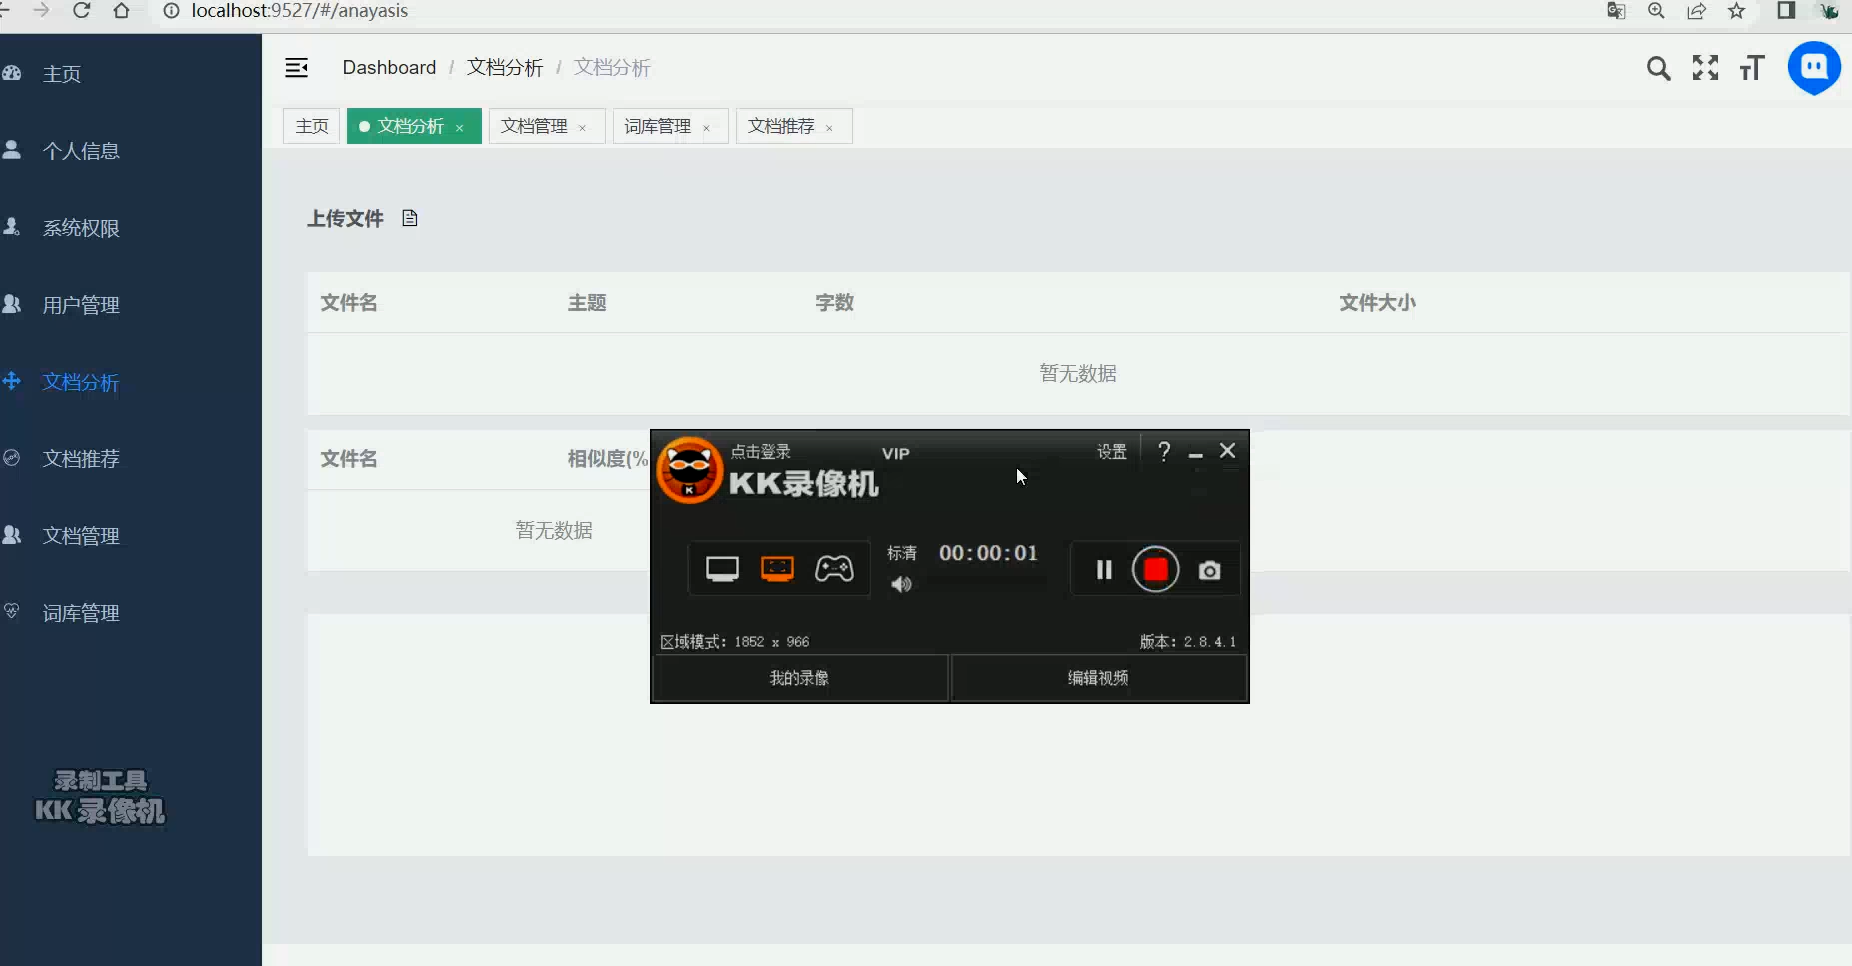 localhost:9527/#/anayasis
主页
个人信息
系统权限
用户管理
文档分析
文档推荐
文档管理
词库管理
录制工具
KK 录像机
Dashboard / 文档分析 / 文档分析
主页 文档分析 × 文档管理 × 词库管理 × 文档推荐 ×
上传文件
文件名 主题 字数 文件大小
暂无数据
文件名 相似度(%
暂无数据
点击登录 VIP 设置 ?
KK录像机
标清 00:00:01
区域模式: 1852 x 966 版本: 2.8.4.1
我的录像 编辑视频